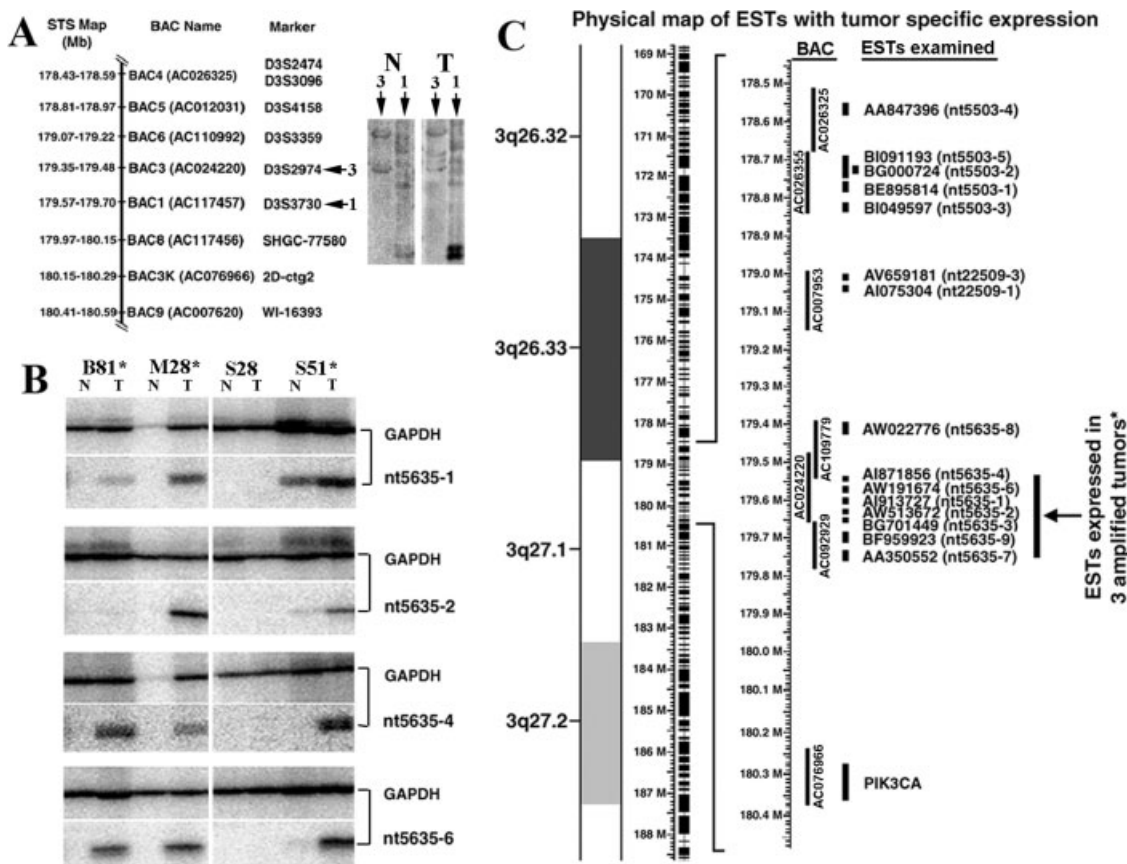 A
STS Map (Mb) BAC Name Marker
178.43-178.59 BAC4 (AC026325) D3S2474 D3S3096
178.81-178.97 BAC5 (AC012031) D3S4158
179.07-179.22 BAC6 (AC110992) D3S3359
179.35-179.48 BAC3 (AC024220) D3S2974 3
179.57-179.70 BAC1 (AC117457) D3S3730 1
179.97-180.15 BAC8 (AC117456) SHGC-77580
180.15-180.29 BAC3K (AC076966) 2D-ctg2
180.41-180.59 BAC9 (AC007620) WI-16393
N T
3 1 3 1
B
B81* M28* S28 S51*
N T N T N T N T
GAPDH
nt5635-1
GAPDH
nt5635-2
GAPDH
nt5635-4
GAPDH
nt5635-6
C
Physical map of ESTs with tumor specific expression
3q26.32
3q26.33
3q27.1
3q27.2
169 M
170 M
171 M
172 M
173 M
174 M
175 M
176 M
177 M
178 M
179 M
180 M
181 M
182 M
183 M
184 M
185 M
186 M
187 M
188 M
BAC ESTs examined
178.5 M
178.6 M
178.7 M
178.8 M
178.9 M
179.0 M
179.1 M
179.2 M
179.3 M
179.4 M
179.5 M
179.6 M
179.7 M
179.8 M
179.9 M
180.0 M
180.1 M
180.2 M
180.3 M
180.4 M
AC026325
AC026355
AC007953
AC109779
AC024220
AC092929
AC076966
AA847396 (nt5503-4)
BI091193 (nt5503-5)
BG000724 (nt5503-2)
BE895814 (nt5503-1)
BI049597 (nt5503-3)
AV659181 (nt22509-3)
AI075304 (nt22509-1)
AW022776 (nt5635-8)
AI871856 (nt5635-4)
AW191674 (nt5635-6)
AI913727 (nt5635-1)
AW513672 (nt5635-2)
BG701449 (nt5635-3)
BF959923 (nt5635-9)
AA350552 (nt5635-7)
PIK3CA
ESTs expressed in
3 amplified tumors*